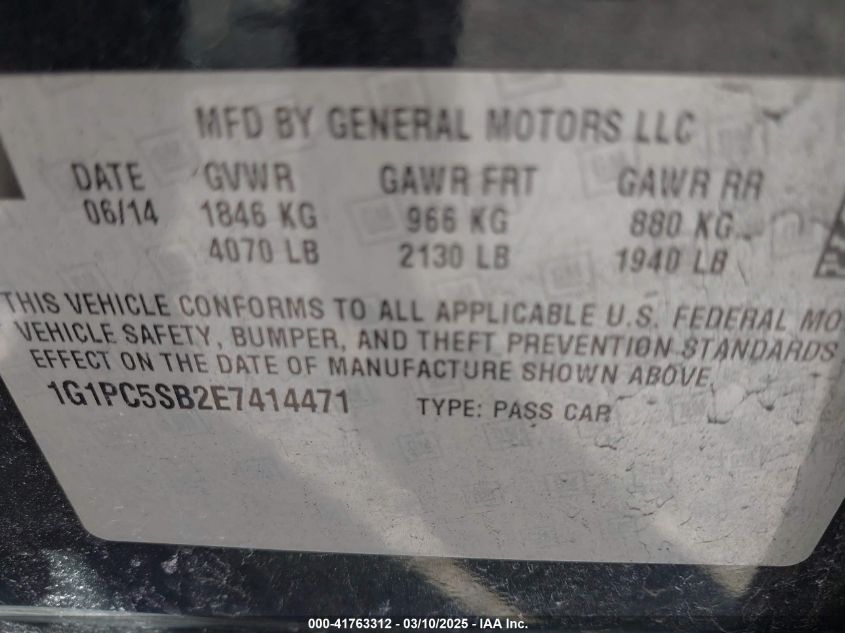 MFD BY GENERAL MOTORS LLC
DATE GVWR GAWR FRT GAWR RR
06/14 1846 KG 966 KG 880 KG
4070 LB 2130 LB 1940 LB
THIS VEHICLE CONFORMS TO ALL APPLICABLE U.S. FEDERAL MO
VEHICLE SAFETY, BUMPER, AND THEFT PREVENTION STANDARDS
EFFECT ON THE DATE OF MANUFACTURE SHOWN ABOVE.
1G1PC5SB2E7414471 TYPE: PASS CAR
000-41763312 - 03/10/2025 - IAA Inc.